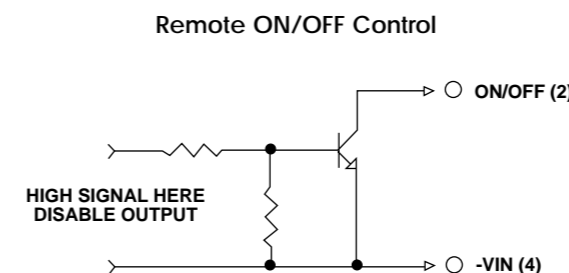 Remote ON/OFF Control
ON/OFF (2)
HIGH SIGNAL HERE
DISABLE OUTPUT
-VIN (4)